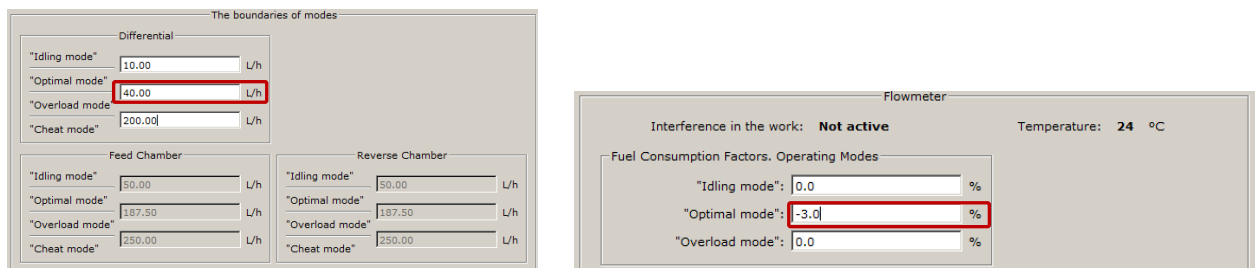 The boundaries of modes
Differential
"Idling mode"
10.00 L/h
"Optimal mode"
40.00 L/h
"Overload mode"
200.00 L/h
"Cheat mode"
Feed Chamber
"Idling mode"
50.00 L/h
"Optimal mode"
187.50 L/h
"Overload mode"
250.00 L/h
"Cheat mode"
Reverse Chamber
"Idling mode"
50.00 L/h
"Optimal mode"
187.50 L/h
"Overload mode"
250.00 L/h
"Cheat mode"
Flowmeter
Interference in the work: Not active Temperature: 24 ºC
Fuel Consumption Factors. Operating Modes
"Idling mode": 0.0 %
"Optimal mode": -3.0 %
"Overload mode": 0.0 %